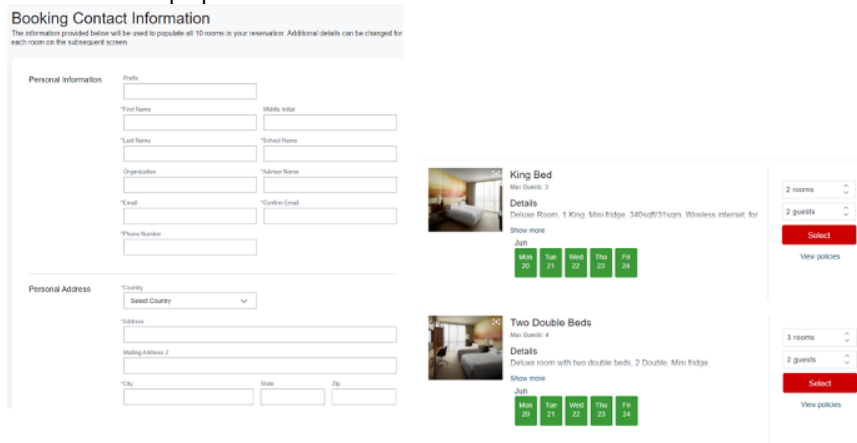 Booking Contact Information
The information provided below will be used to populate all 10 rooms in your reservation. Additional details can be changed for
each room on the subsequent screen
Personal Information
Prefix
*First Name
Middle Initial
*Last Name
*School Name
Organization
*Advisor Name
*Email
*Confirm Email
*Phone Number
Personal Address
*Country
Select Country
*Address
Mailing Address 2
*City
State
Zip
King Bed
Max Guests: 3
Details
Deluxe Room, 1 King, Mini fridge, 340sqft/31sqm, Wireless internet, for
Show more
Jun
Mon Tue Wed Thu Fri
20 21 22 23 24
2 rooms
2 guests
Select
View policies
Two Double Beds
Max Guests: 4
Details
Deluxe room with two double beds, 2 Double, Mini fridge,
Show more
Jun
Mon Tue Wed Thu Fri
20 21 22 23 24
3 rooms
2 guests
Select
View policies